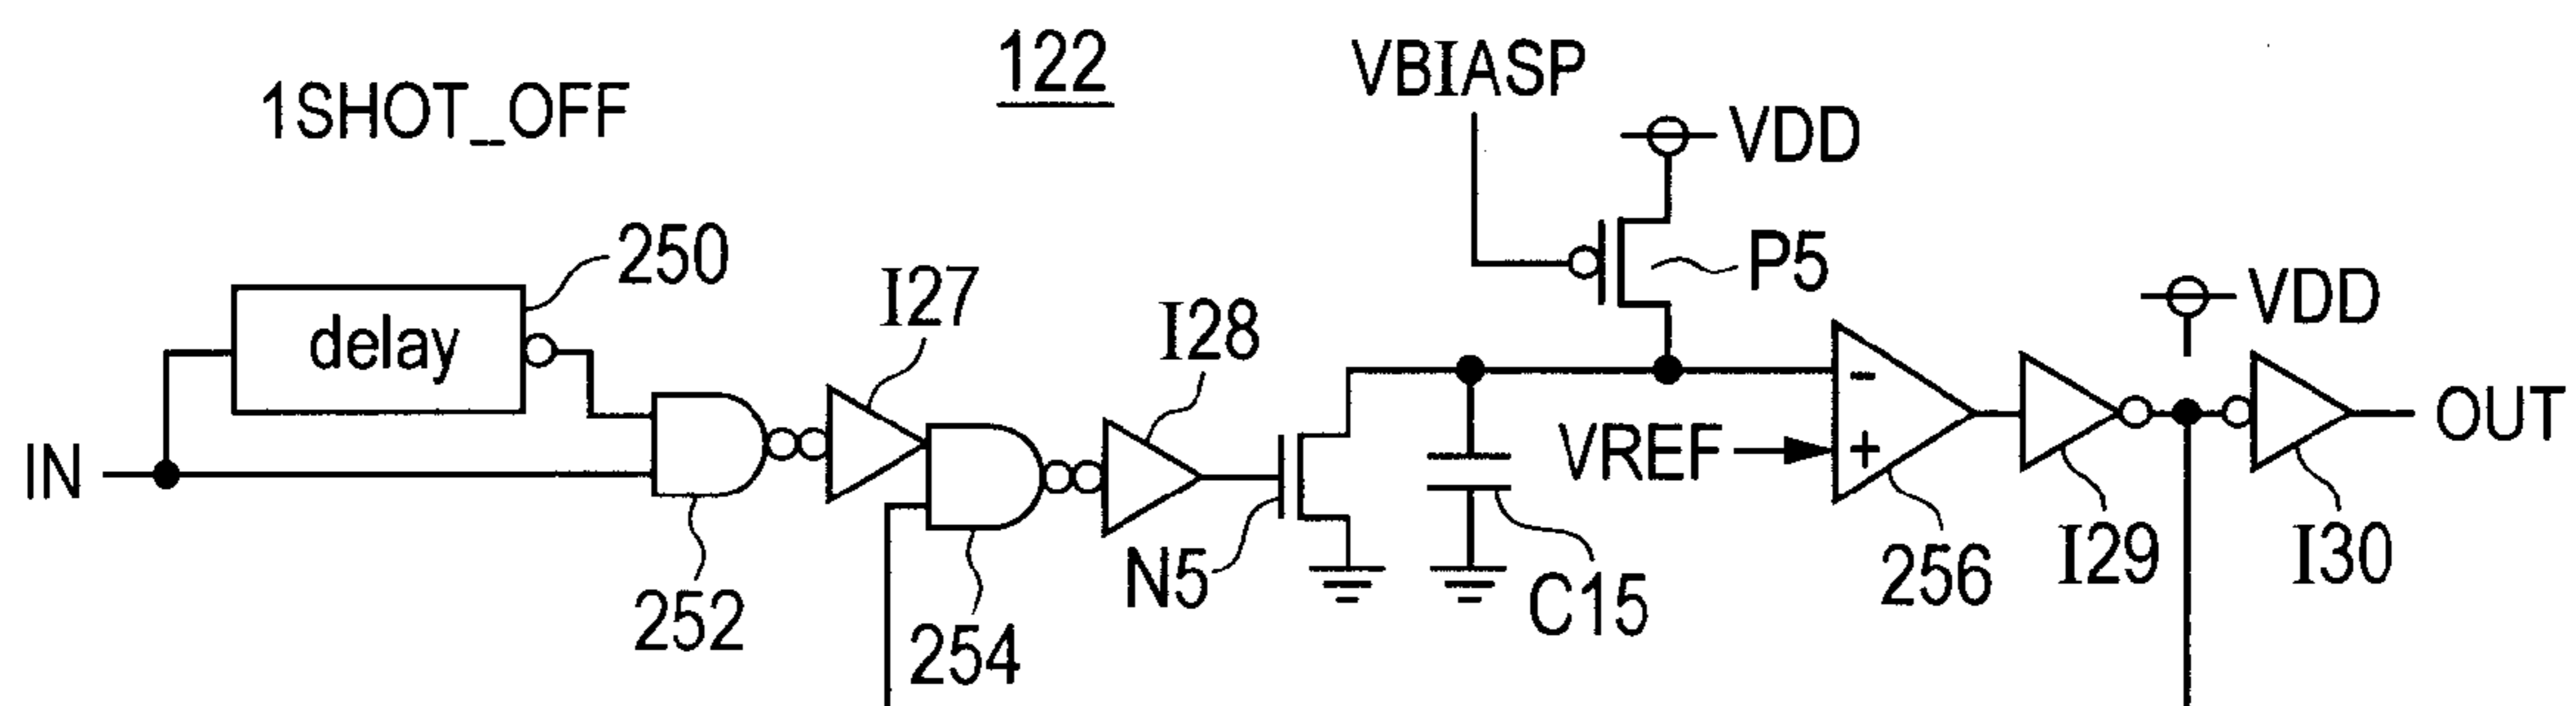 122
1SHOT_OFF
VBIASP
VDD
250
delay
I27
I28
P5
VDD
IN
VREF
-
+
OUT
252
254
N5
C15
256
I29
I30